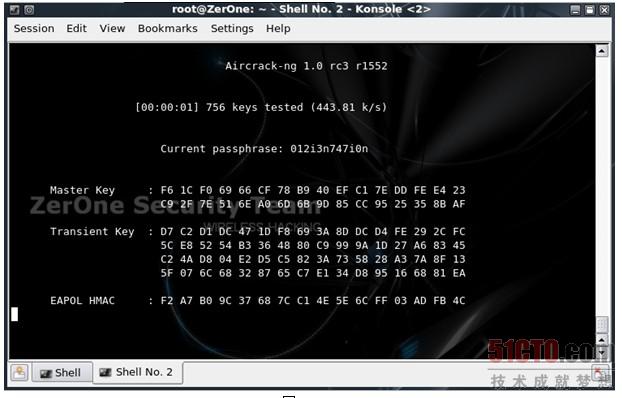 root@ZerOne: ~ - Shell No. 2 - Konsole <2>
Session Edit View Bookmarks Settings Help
Aircrack-ng 1.0 rc3 r1552
[00:00:01] 756 keys tested (443.81 k/s)
Current passphrase: 012i3n747i0n
Master Key : F6 1C F0 69 66 CF 78 B9 40 EF C1 7E DD FE E4 23
C9 2F 7E 51 6E A0 6D 6B 9D 85 CC 95 25 35 8B AF
ZerOne Security Team
WIRELESS HACKING
Transient Key : D7 C2 D1 DC 47 1D F8 69 3A 8D DC D4 FE 29 2C FC
5C E8 52 54 B3 36 48 80 C9 99 9A 1D 27 A6 83 45
C2 4A D8 04 E2 D5 C5 82 3A 73 58 28 A3 7A 8F 13
5F 07 6C 68 32 87 65 C7 E1 34 D8 95 16 68 81 EA
EAPOL HMAC : F2 A7 B0 9C 37 68 7C C1 4E 5E 6C FF 03 AD FB 4C
51CTO.com
技术成就梦想
Shell Shell No. 2